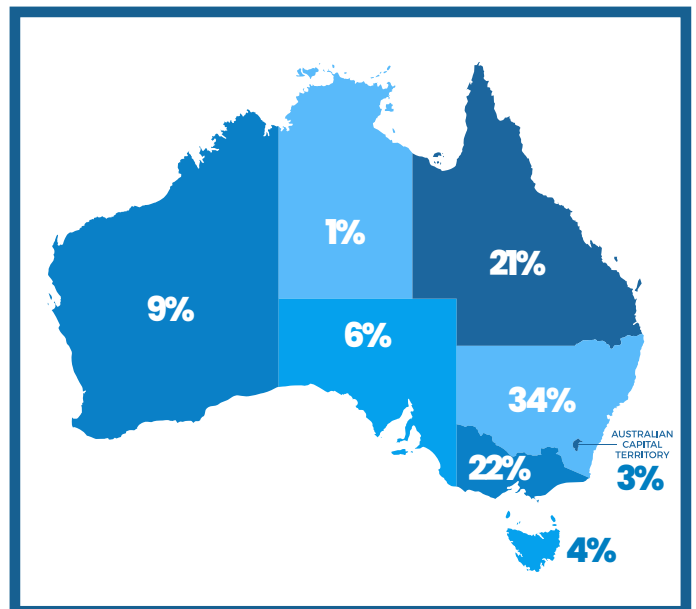 1%
21%
9%
6%
34%
AUSTRALIAN
CAPITAL
TERRITORY
22%
3%
4%